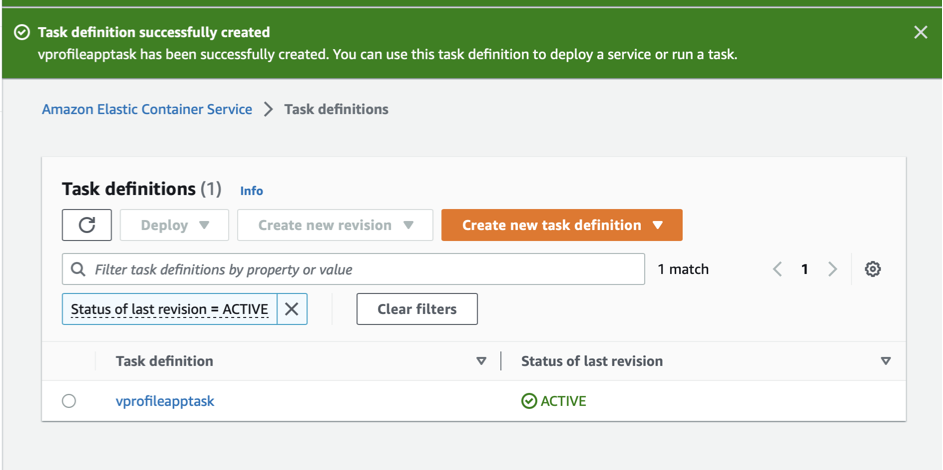 Task definition successfully created
vprofileapptask has been successfully created. You can use this task definition to deploy a service or run a task.
Amazon Elastic Container Service > Task definitions
Task definitions (1) Info
Deploy Create new revision Create new task definition
Filter task definitions by property or value 1 match 1
Status of last revision = ACTIVE Clear filters
Task definition Status of last revision
vprofileapptask ACTIVE